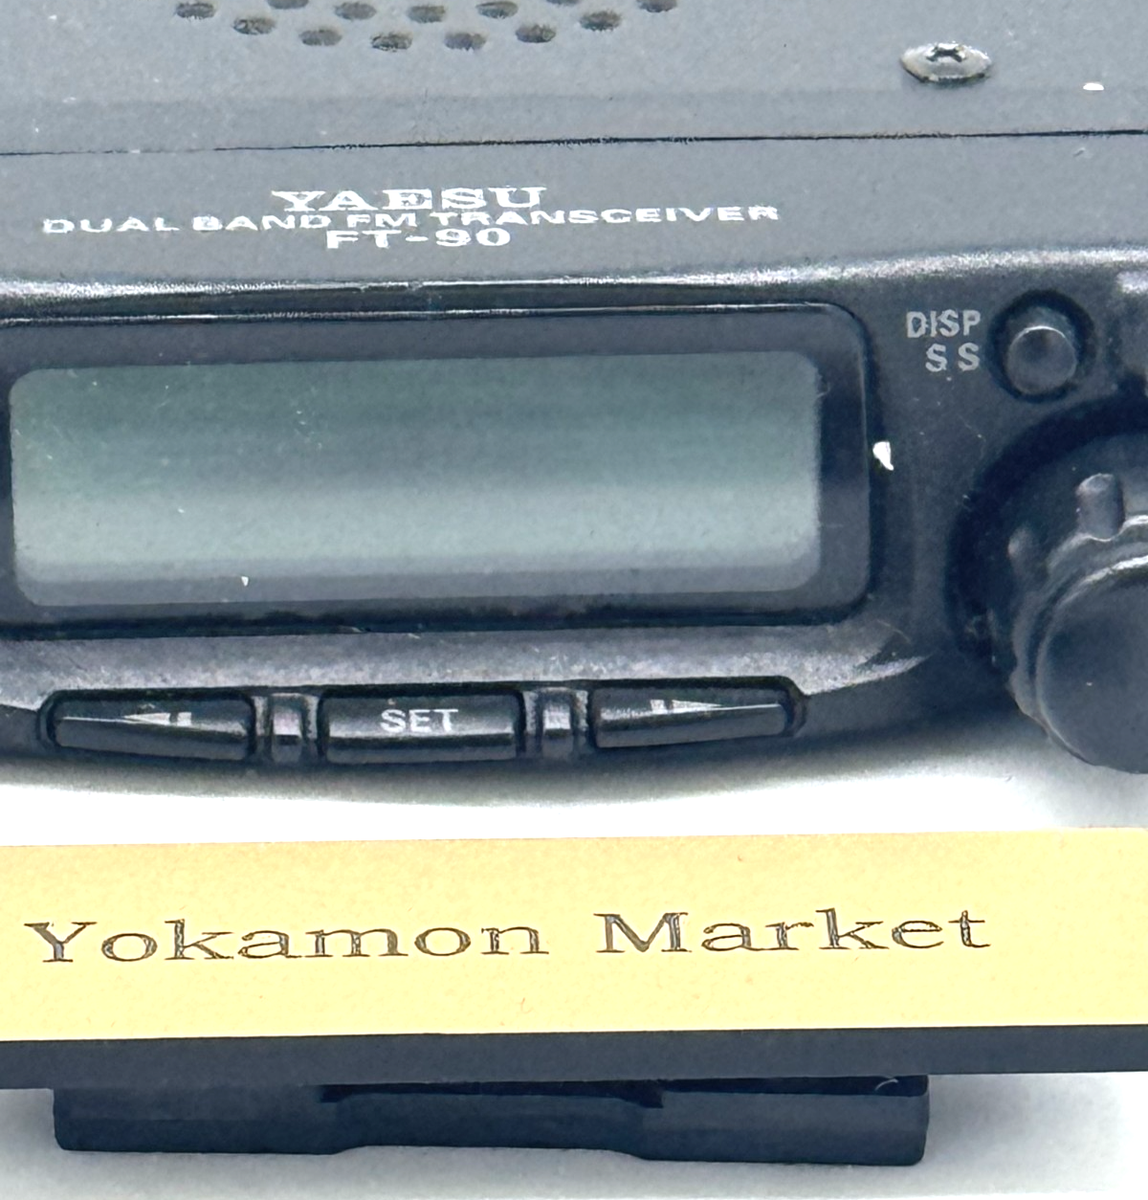 YAESU
DUAL BAND FM TRANSCEIVER
FT-90
DISP
SS
SET
Yokamon Market